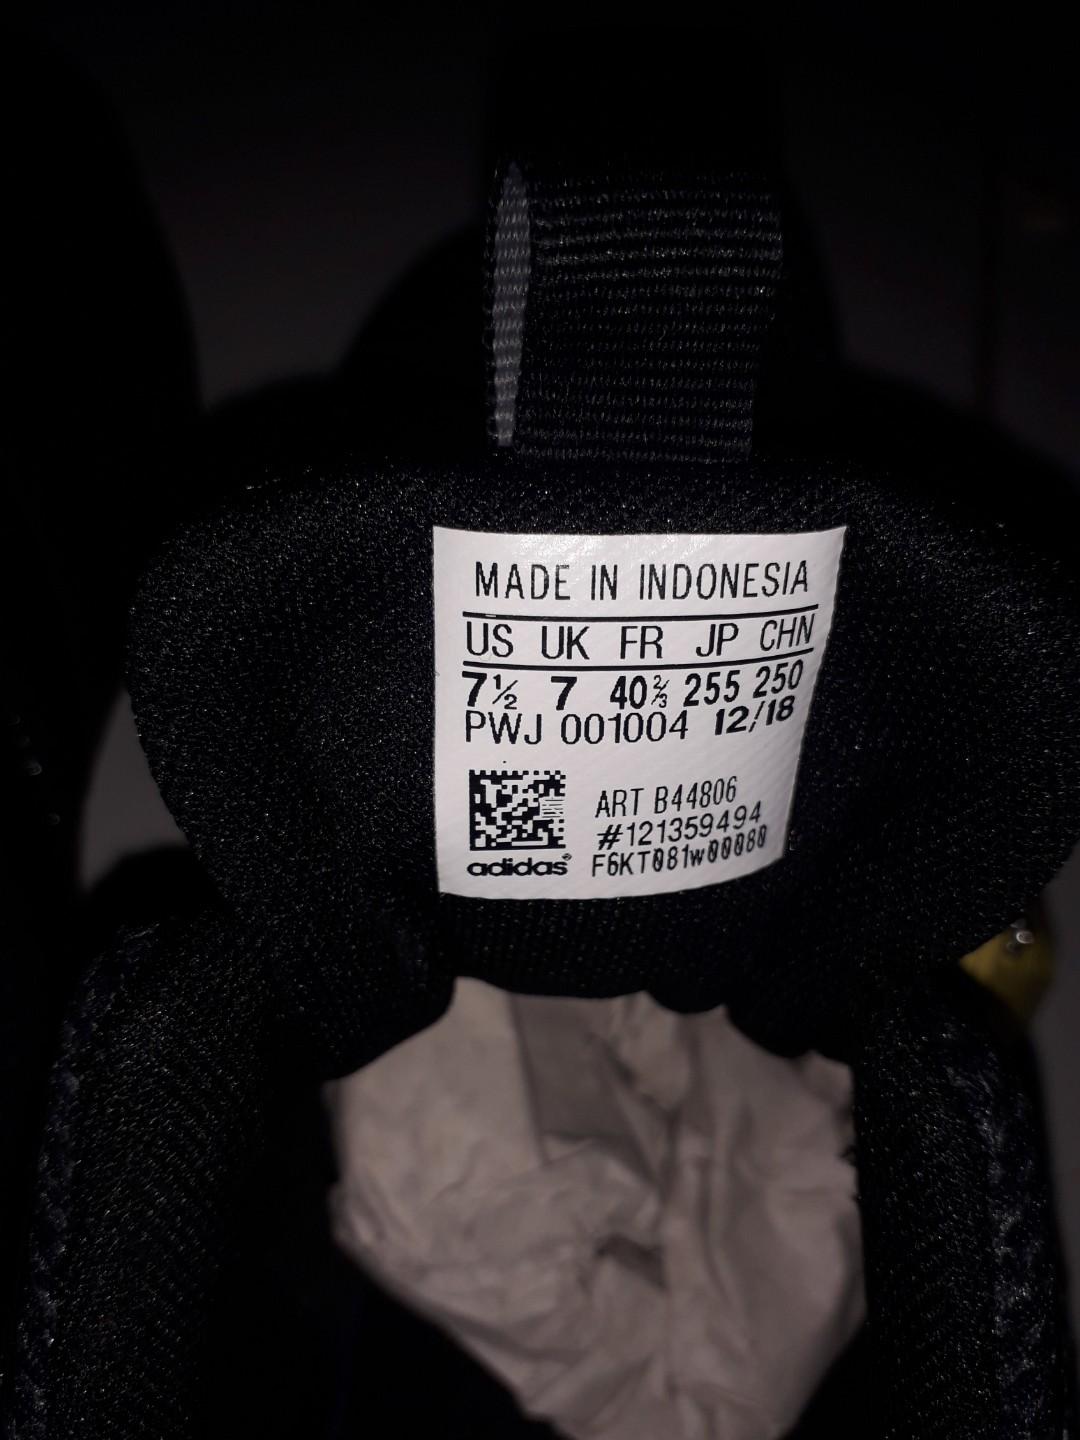 MADE IN INDONESIA
US UK FR JP CHN
7½ 7 40⅔ 255 250
PWJ 001004 12/18
ART B44806
#121359494
adidas® F6KT081w00080